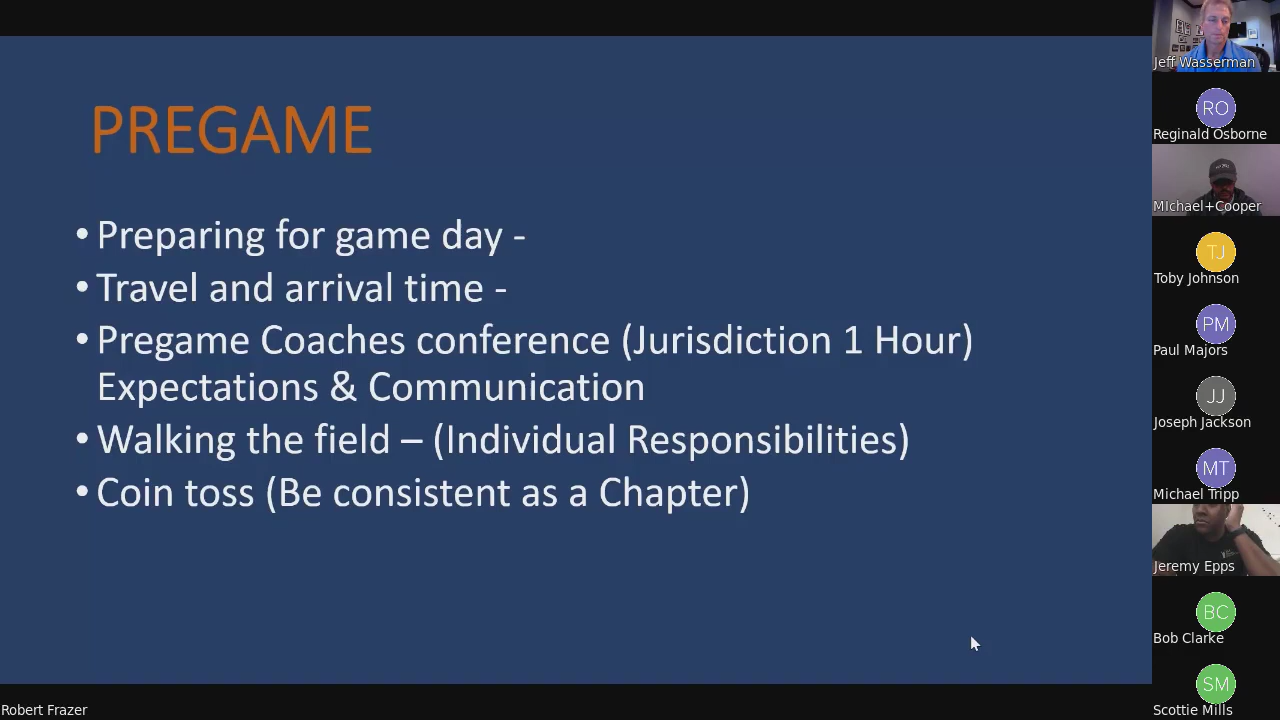 PREGAME
• Preparing for game day -
• Travel and arrival time -
• Pregame Coaches conference (Jurisdiction 1 Hour)
Expectations & Communication
• Walking the field – (Individual Responsibilities)
• Coin toss (Be consistent as a Chapter)
Robert Frazer
Jeff Wasserman
RO
Reginald Osborne
MIchael+Cooper
TJ
Toby Johnson
PM
Paul Majors
JJ
Joseph Jackson
MT
Michael Tripp
Jeremy Epps
BC
Bob Clarke
SM
Scottie Mills